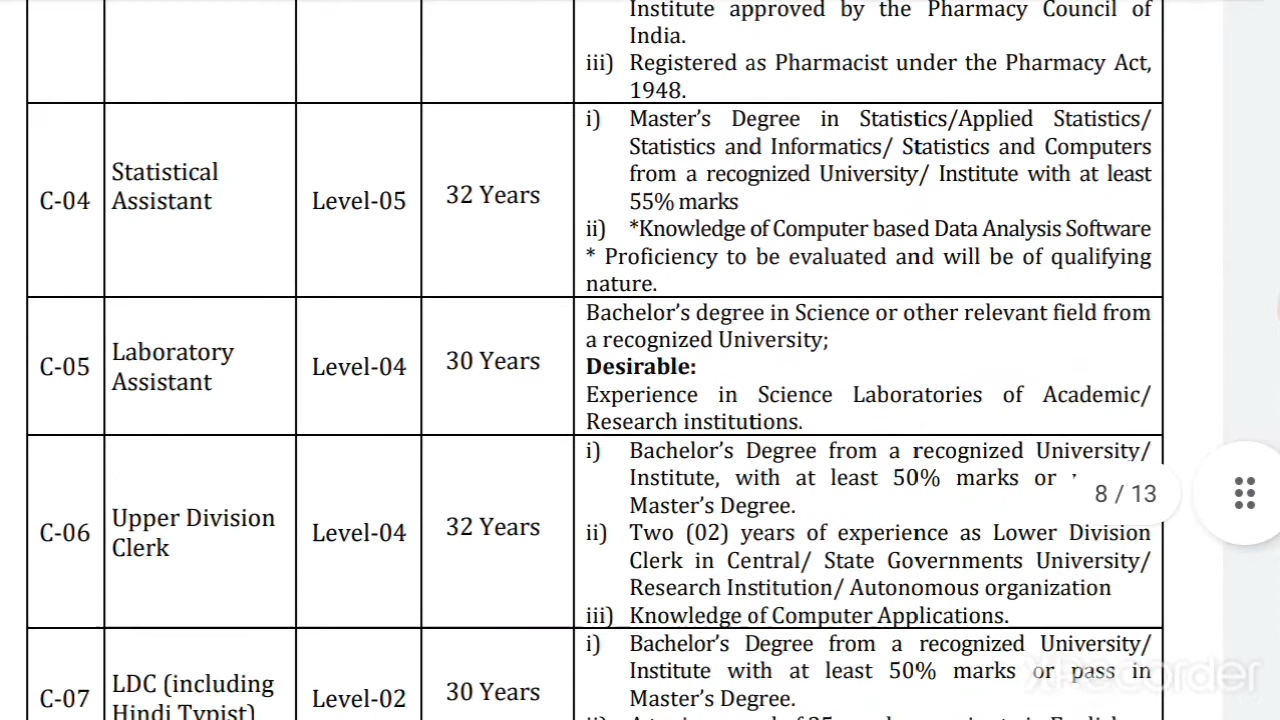 Institute approved by the Pharmacy Council of
India.
iii) Registered as Pharmacist under the Pharmacy Act,
1948.
C-04
Statistical
Assistant
Level-05
32 Years
i) Master’s Degree in Statistics/Applied Statistics/
Statistics and Informatics/ Statistics and Computers
from a recognized University/ Institute with at least
55% marks
ii) *Knowledge of Computer based Data Analysis Software
* Proficiency to be evaluated and will be of qualifying
nature.
C-05
Laboratory
Assistant
Level-04
30 Years
Bachelor’s degree in Science or other relevant field from
a recognized University;
Desirable:
Experience in Science Laboratories of Academic/
Research institutions.
C-06
Upper Division
Clerk
Level-04
32 Years
i) Bachelor’s Degree from a recognized University/
Institute, with at least 50% marks or
Master’s Degree.
ii) Two (02) years of experience as Lower Division
Clerk in Central/ State Governments University/
Research Institution/ Autonomous organization
iii) Knowledge of Computer Applications.
8 / 13
C-07
LDC (including
Hindi Typist)
Level-02
30 Years
i) Bachelor’s Degree from a recognized University/
Institute with at least 50% marks or pass in
Master’s Degree.
XRecorder